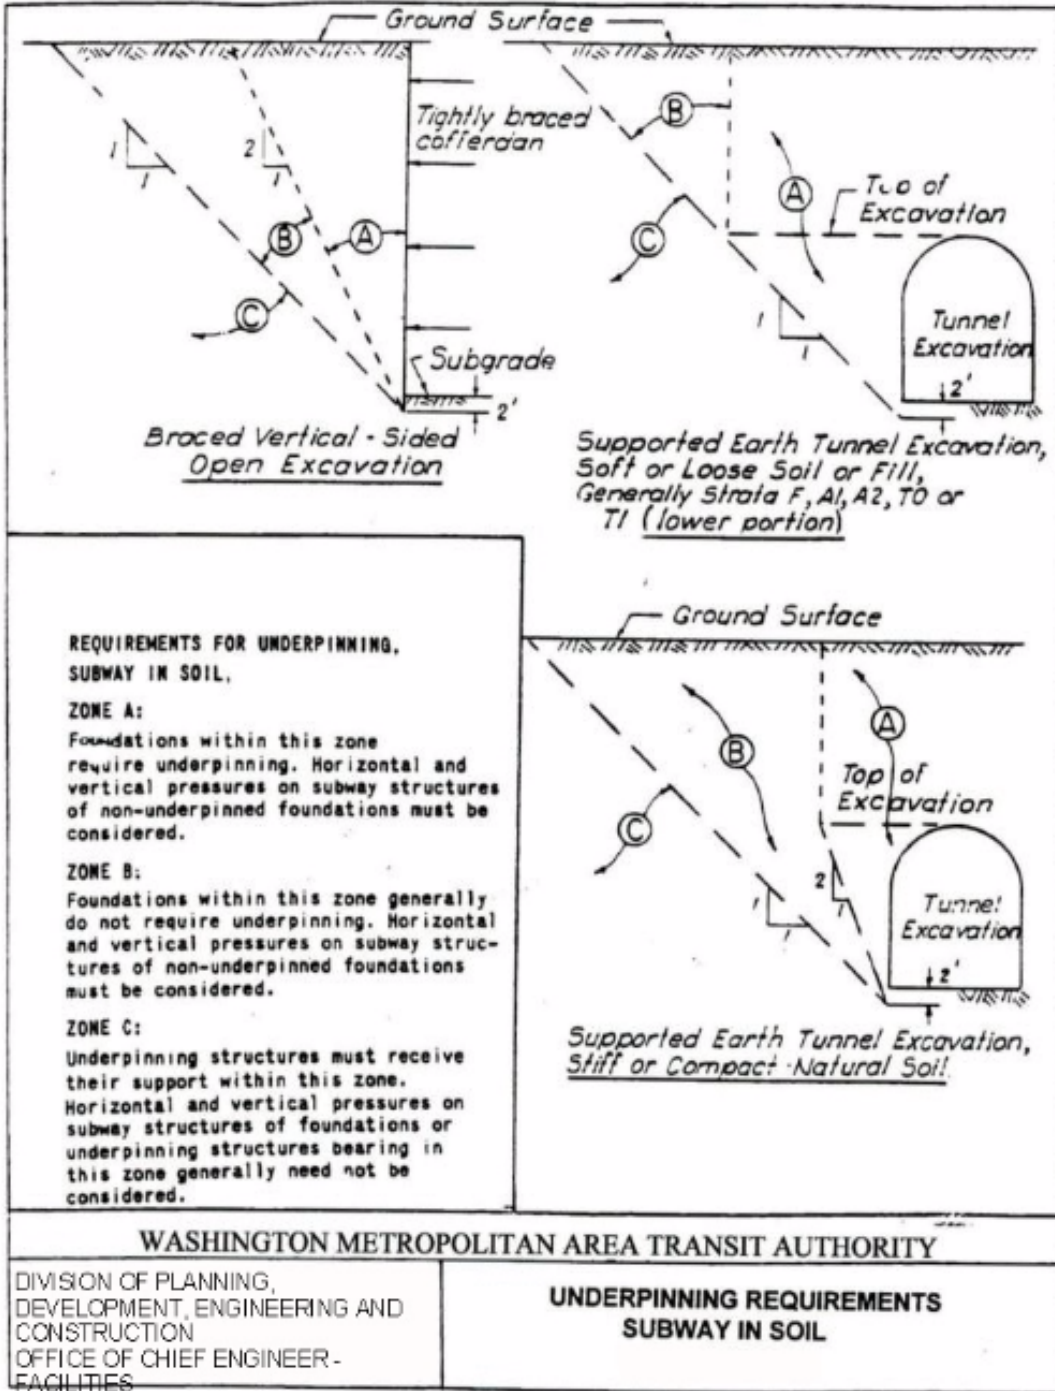 Ground Surface
Tightly braced
cofferdan
1
1
2
1
B
A
C
Subgrade
2'
Braced Vertical - Sided
Open Excavation
B
A
Top of
Excavation
C
1
1
Tunnel
Excavation
2'
Supported Earth Tunnel Excavation,
Soft or Loose Soil or Fill,
Generally Strata F, A1, A2, T0 or
T1 (lower portion)
REQUIREMENTS FOR UNDERPINNING,
SUBWAY IN SOIL,
ZONE A:
Foundations within this zone
require underpinning. Horizontal and
vertical pressures on subway structures
of non-underpinned foundations must be
considered.
ZONE B:
Foundations within this zone generally
do not require underpinning. Horizontal
and vertical pressures on subway struc-
tures of non-underpinned foundations
must be considered.
ZONE C:
Underpinning structures must receive
their support within this zone.
Horizontal and vertical pressures on
subway structures of foundations or
underpinning structures bearing in
this zone generally need not be
considered.
Ground Surface
A
B
Top of
Excavation
C
2
1
1
1
Tunnel
Excavation
2'
Supported Earth Tunnel Excavation,
Stiff or Compact Natural Soil
WASHINGTON METROPOLITAN AREA TRANSIT AUTHORITY
DIVISION OF PLANNING,
DEVELOPMENT, ENGINEERING AND
CONSTRUCTION
OFFICE OF CHIEF ENGINEER -
FACILITIES
UNDERPINNING REQUIREMENTS
SUBWAY IN SOIL